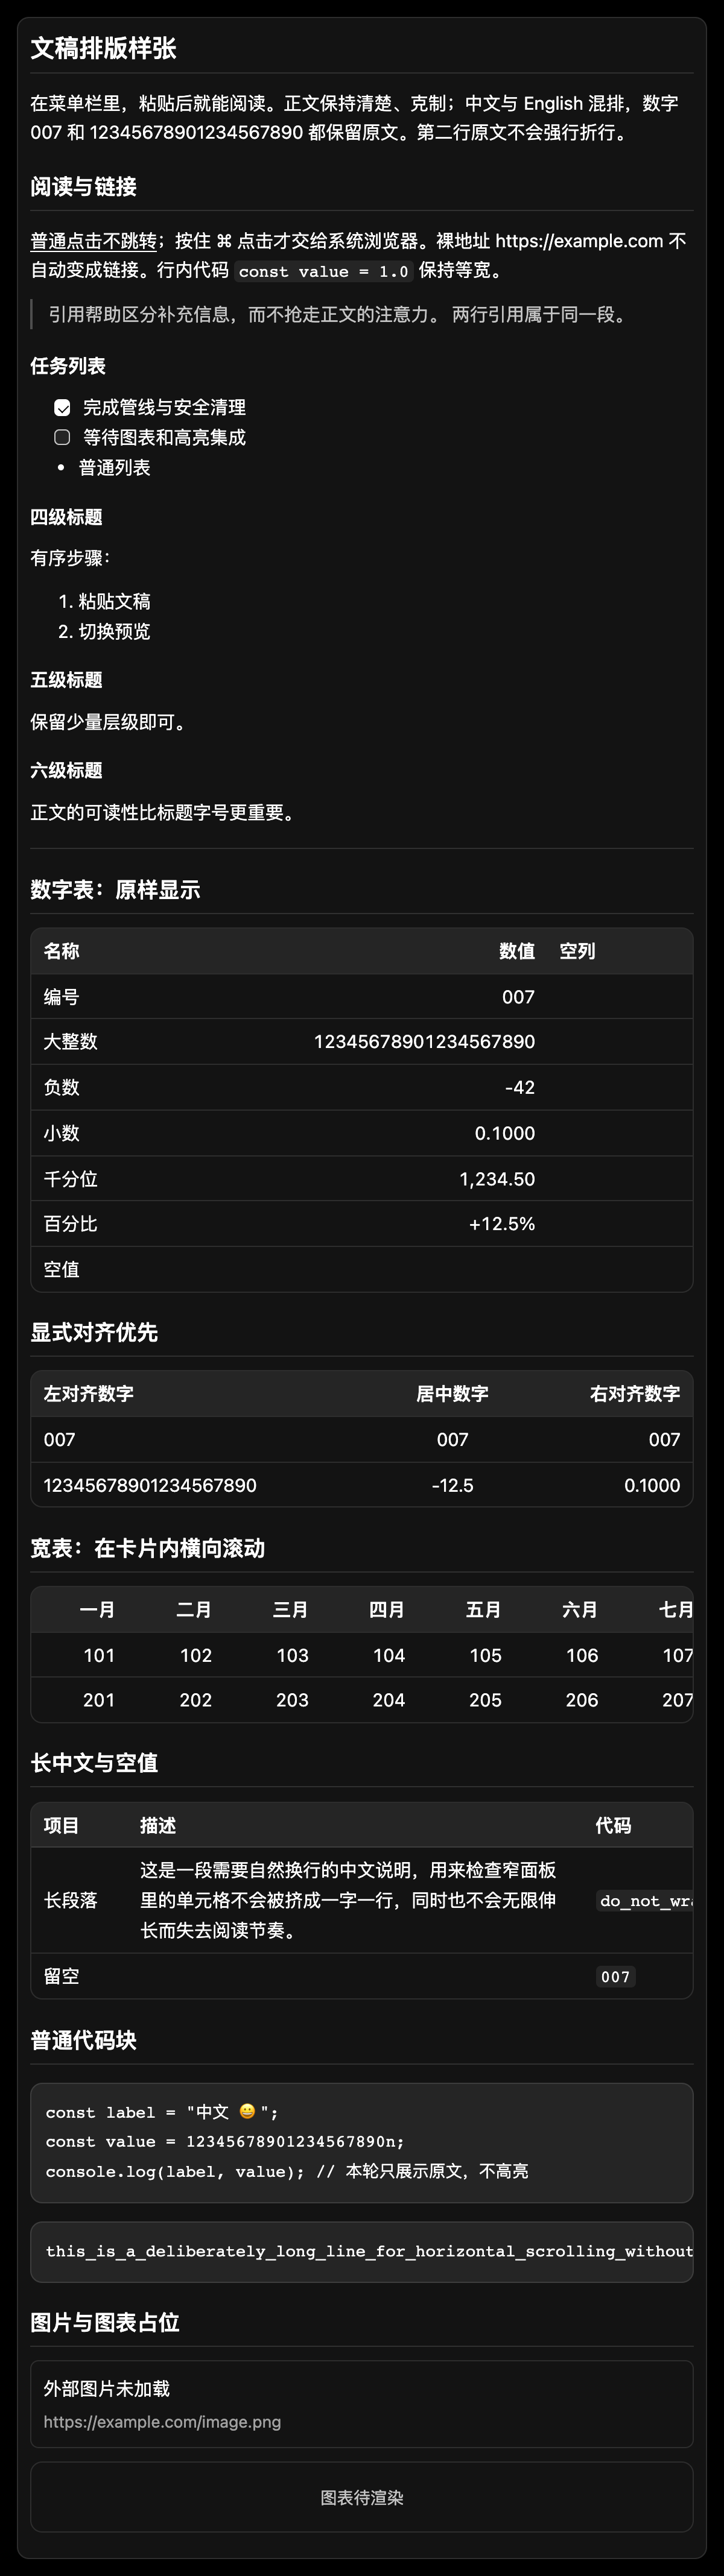 文稿排版样张
在菜单栏里，粘贴后就能阅读。正文保持清楚、克制；中文与 English 混排，数字
007 和 12345678901234567890 都保留原文。第二行原文不会强行折行。
阅读与链接
普通点击不跳转；按住 ⌘ 点击才交给系统浏览器。裸地址 https://example.com 不
自动变成链接。行内代码 const value = 1.0 保持等宽。
引用帮助区分补充信息，而不抢走正文的注意力。 两行引用属于同一段。
任务列表
完成管线与安全清理
等待图表和高亮集成
• 普通列表
四级标题
有序步骤：
1. 粘贴文稿
2. 切换预览
五级标题
保留少量层级即可。
六级标题
正文的可读性比标题字号更重要。
数字表：原样显示
名称 数值 空列
编号 007
大整数 12345678901234567890
负数 -42
小数 0.1000
千分位 1,234.50
百分比 +12.5%
空值
显式对齐优先
左对齐数字 居中数字 右对齐数字
007 007 007
12345678901234567890 -12.5 0.1000
宽表：在卡片内横向滚动
一月 二月 三月 四月 五月 六月 七月
101 102 103 104 105 106 107
201 202 203 204 205 206 207
长中文与空值
项目 描述 代码
这是一段需要自然换行的中文说明，用来检查窄面板
长段落 里的单元格不会被挤成一字一行，同时也不会无限伸 do_not_wra
长而失去阅读节奏。
留空 007
普通代码块
const label = "中文 😀";
const value = 12345678901234567890n;
console.log(label, value); // 本轮只展示原文，不高亮
this_is_a_deliberately_long_line_for_horizontal_scrolling_without
图片与图表占位
外部图片未加载
https://example.com/image.png
图表待渲染